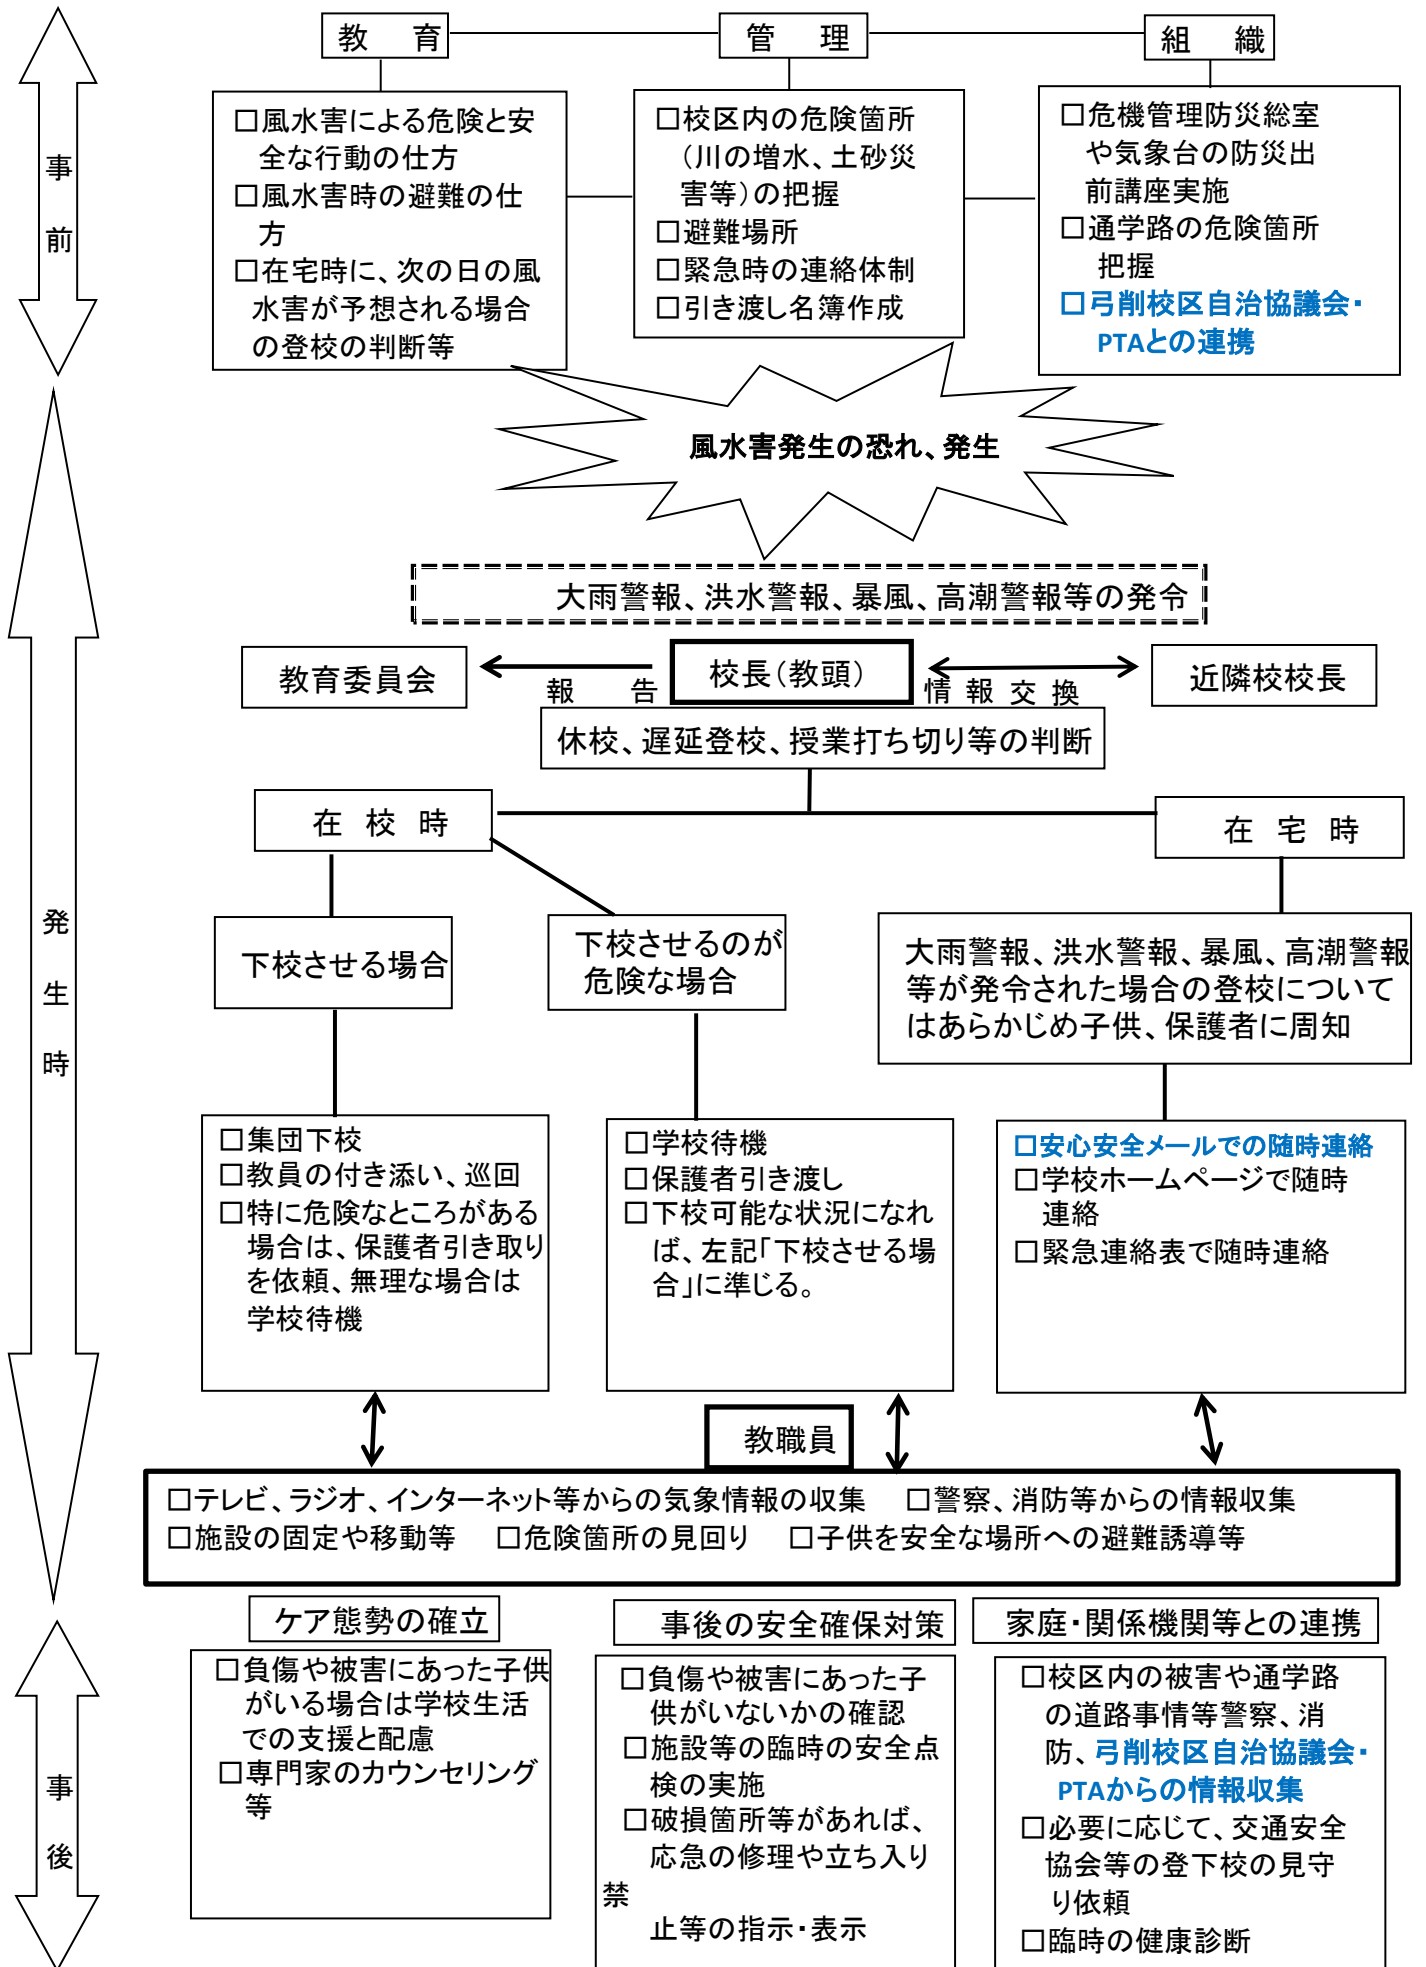 事
前
教　育
管　理
組　織
□風水害による危険と安
全な行動の仕方
□風水害時の避難の仕
方
□在宅時に、次の日の風
水害が予想される場合
の登校の判断等
□校区内の危険箇所
（川の増水、土砂災
害等）の把握
□避難場所
□緊急時の連絡体制
□引き渡し名簿作成
□危機管理防災総室
や気象台の防災出
前講座実施
□通学路の危険箇所
把握
□弓削校区自治協議会・
PTAとの連携
風水害発生の恐れ、発生
大雨警報、洪水警報、暴風、高潮警報等の発令
発
生
時
教育委員会
報　告
校長（教頭）
情報交換
近隣校校長
休校、遅延登校、授業打ち切り等の判断
在　校　時
在　宅　時
下校させる場合
下校させるのが
危険な場合
大雨警報、洪水警報、暴風、高潮警報
等が発令された場合の登校について
はあらかじめ子供、保護者に周知
□集団下校
□教員の付き添い、巡回
□特に危険なところがある
場合は、保護者引き取り
を依頼、無理な場合は
学校待機
□学校待機
□保護者引き渡し
□下校可能な状況になれ
ば、左記「下校させる場
合」に準じる。
□安心安全メールでの随時連絡
□学校ホームページで随時
連絡
□緊急連絡表で随時連絡
教職員
□テレビ、ラジオ、インターネット等からの気象情報の収集　□警察、消防等からの情報収集
□施設の固定や移動等　□危険箇所の見回り　□子供を安全な場所への避難誘導等
事
後
ケア態勢の確立
□負傷や被害にあった子供
がいる場合は学校生活
での支援と配慮
□専門家のカウンセリング
等
事後の安全確保対策
□負傷や被害にあった子
供がいないかの確認
□施設等の臨時の安全点
検の実施
□破損箇所等があれば、
応急の修理や立ち入り
禁
止等の指示・表示
家庭・関係機関等との連携
□校区内の被害や通学路
の道路事情等警察、消
防、弓削校区自治協議会・
PTAからの情報収集
□必要に応じて、交通安全
協会等の登下校の見守
り依頼
□臨時の健康診断